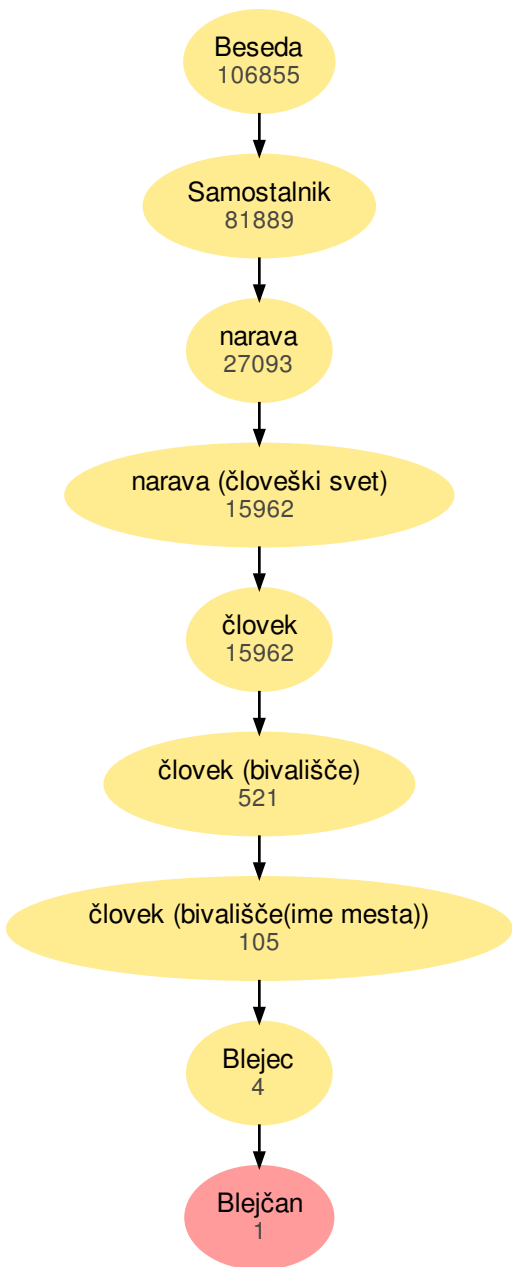 Beseda
106855
Samostalnik
81889
narava
27093
narava (človeški svet)
15962
človek
15962
človek (bivališče)
521
človek (bivališče(ime mesta))
105
Blejec
4
Blejčan
1